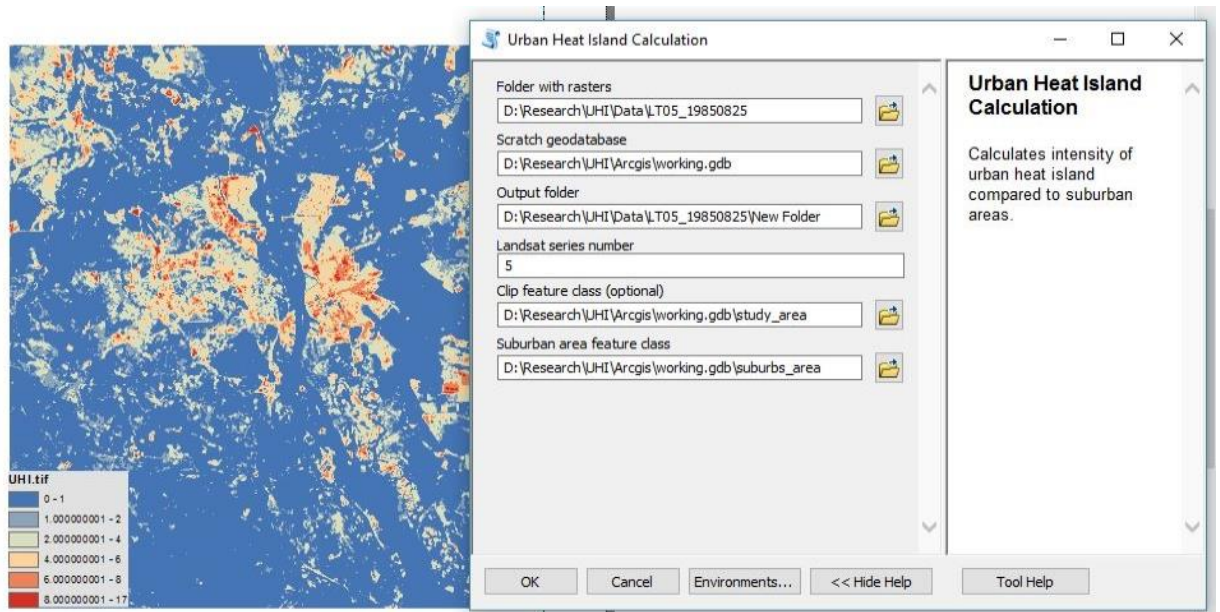 Urban Heat Island Calculation
Folder with rasters
D:\Research\UHI\Data\LT05_19850825
Scratch geodatabase
D:\Research\UHI\Arcgis\working.gdb
Output folder
D:\Research\UHI\Data\LT05_19850825\New Folder
Landsat series number
5
Clip feature class (optional)
D:\Research\UHI\Arcgis\working.gdb\study_area
Suburban area feature class
D:\Research\UHI\Arcgis\working.gdb\suburbs_area
OK
Cancel
Environments...
<< Hide Help
Tool Help
Urban Heat Island
Calculation
Calculates intensity of
urban heat island
compared to suburban
areas.
UHI.tif
0 - 1
1.000000001 - 2
2.000000001 - 4
4.000000001 - 6
6.000000001 - 8
8.000000001 - 17